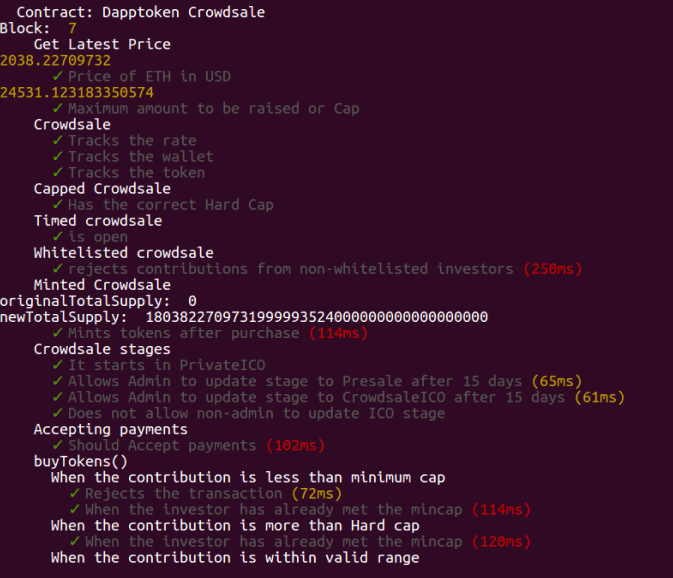 Contract: Dapptoken Crowdsale
Block:  7
Get Latest Price
2038.22709732
✓ Price of ETH in USD
24531.123183350574
✓ Maximum amount to be raised or Cap
Crowdsale
✓ Tracks the rate
✓ Tracks the wallet
✓ Tracks the token
Capped Crowdsale
✓ Has the correct Hard Cap
Timed crowdsale
✓ is open
Whitelisted crowdsale
✓ rejects contributions from non-whitelisted investors (250ms)
Minted Crowdsale
originalTotalSupply:  0
newTotalSupply:  18038227097319999935240000000000000000000
✓ Mints tokens after purchase (114ms)
Crowdsale stages
✓ It starts in PrivateICO
✓ Allows Admin to update stage to Presale after 15 days (65ms)
✓ Allows Admin to update stage to CrowdsaleICO after 15 days (61ms)
✓ Does not allow non-admin to update ICO stage
Accepting payments
✓ Should Accept payments (102ms)
buyTokens()
When the contribution is less than minimum cap
✓ Rejects the transaction (72ms)
✓ When the investor has already met the mincap (114ms)
When the contribution is more than Hard cap
✓ When the investor has already met the mincap (120ms)
When the contribution is within valid range